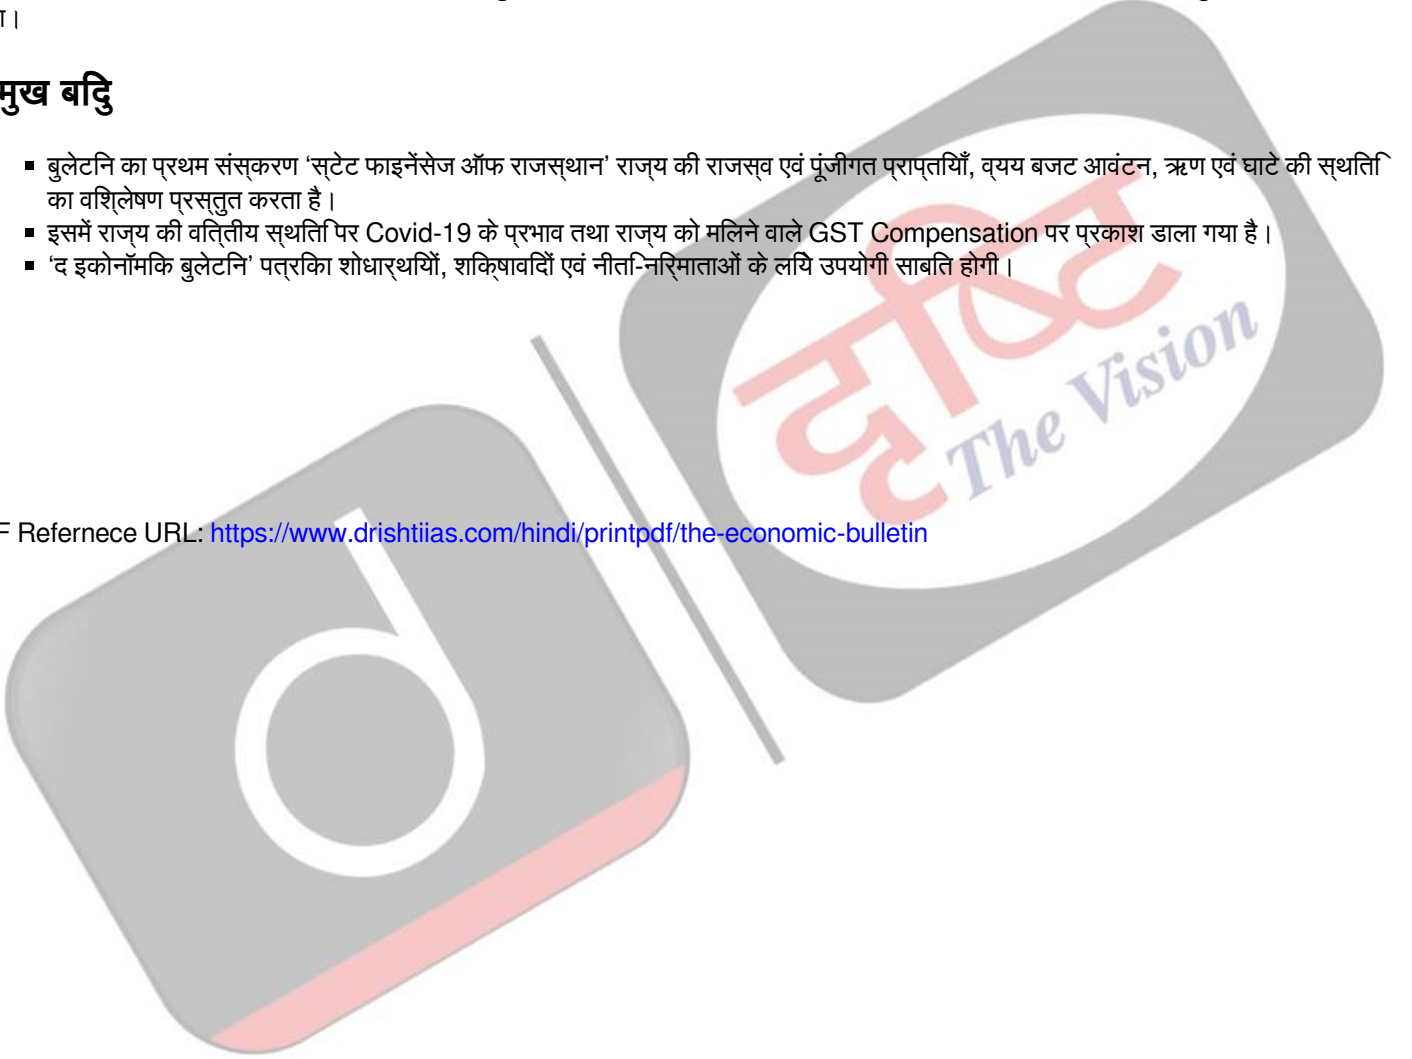 ा।
मुख बिंदु
▪ बुलेटिन का प्रथम संस्करण ‘स्टेट फाइनेंसेज ऑफ राजस्थान’ राज्य की राजस्व एवं पूंजीगत प्राप्तियाँ, व्यय बजट आवंटन, ऋण एवं घाटे की स्थिति
का विश्लेषण प्रस्तुत करता है।
▪ इसमें राज्य की वित्तीय स्थिति पर Covid-19 के प्रभाव तथा राज्य को मिलने वाले GST Compensation पर प्रकाश डाला गया है।
▪ ‘द इकोनॉमिक बुलेटिन’ पत्रिका शोधार्थियों, शिक्षाविदों एवं नीति-निर्माताओं के लिये उपयोगी साबित होगी।
दृष्टि
The Vision
F Refernece URL: https://www.drishtiias.com/hindi/printpdf/the-economic-bulletin
d